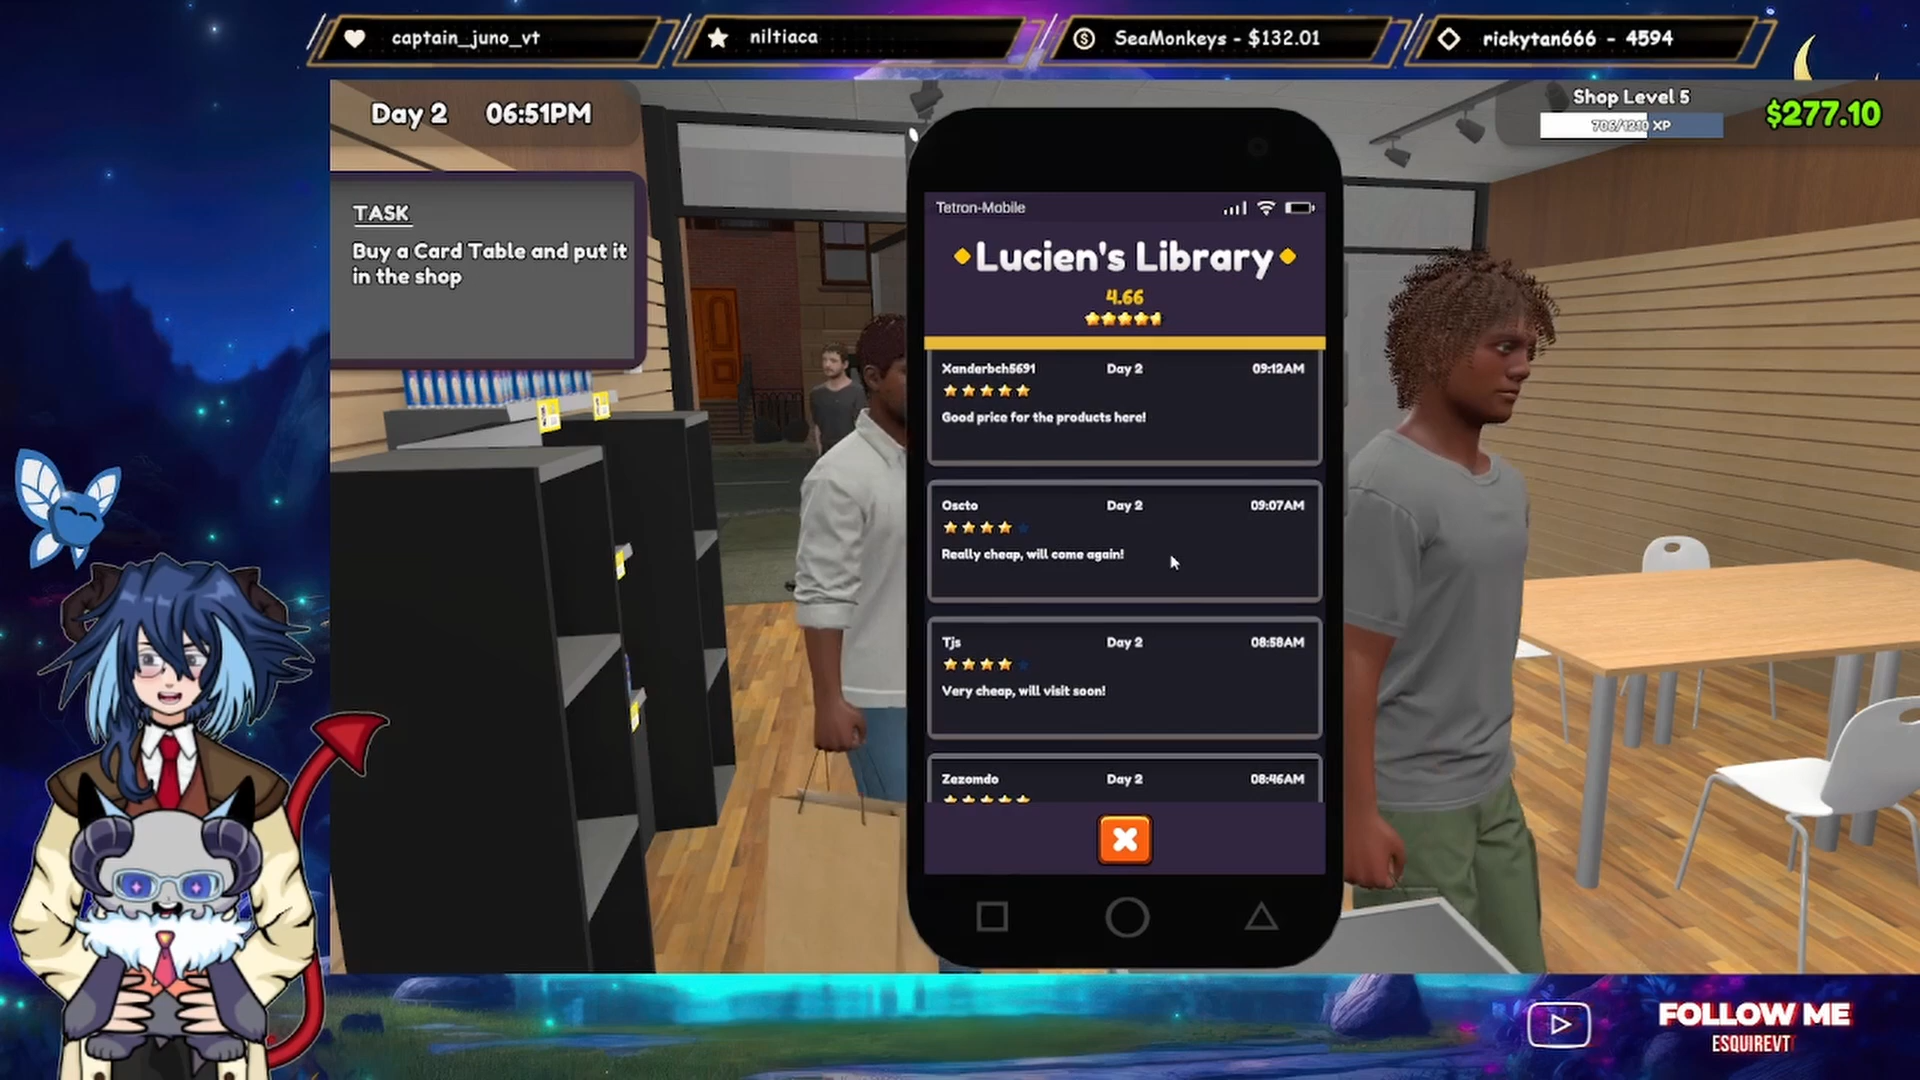 captain_juno_vt
niltiaca
SeaMonkeys - $132.01
rickytan666 - 4594
Day 2
06:51PM
Shop Level 5
706/1210 XP
$277.10
TASK
Buy a Card Table and put it
in the shop
Tetron-Mobile
Lucien's Library
4.66
Xanderbch5691
Day 2
09:12AM
Good price for the products here!
Oscto
Day 2
09:07AM
Really cheap, will come again!
Tjs
Day 2
08:58AM
Very cheap, will visit soon!
Zezomdo
Day 2
08:46AM
FOLLOW ME
ESQUIREVT